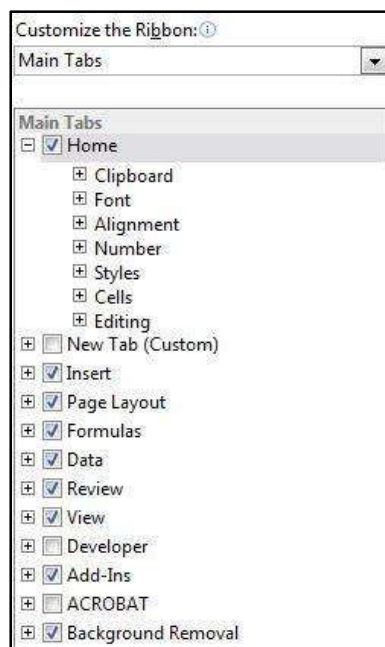 Customize the Ribbon:
Main Tabs
Main Tabs
Home
Clipboard
Font
Alignment
Number
Styles
Cells
Editing
New Tab (Custom)
Insert
Page Layout
Formulas
Data
Review
View
Developer
Add-Ins
ACROBAT
Background Removal